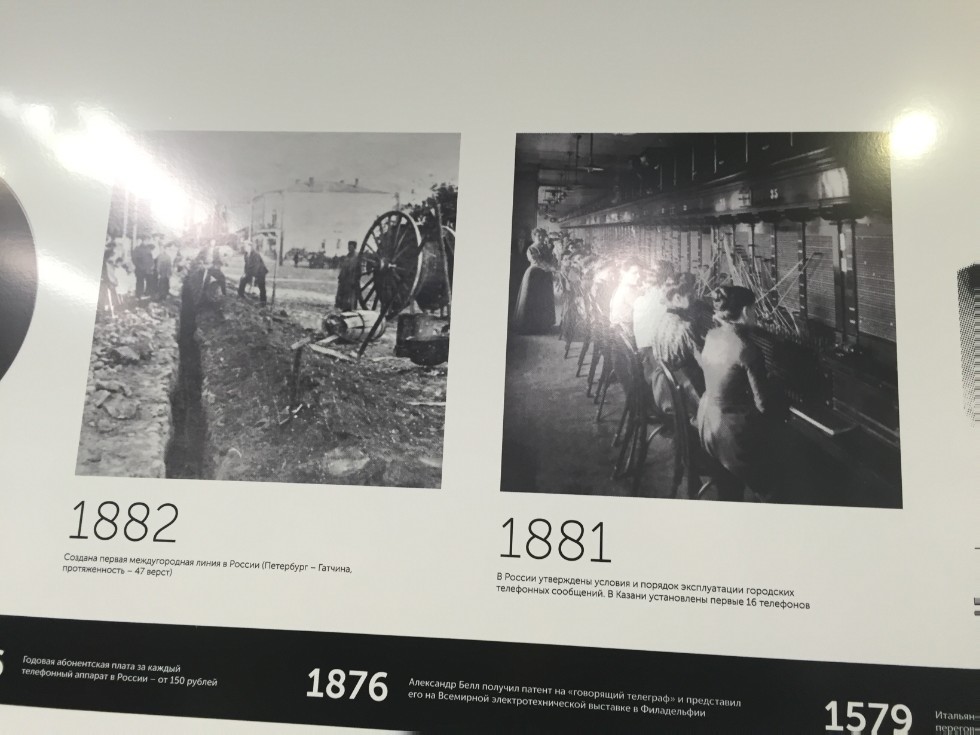 1882
Создана первая междугородная линия в России (Петербург – Гатчина,
протяженность – 47 верст)
1881
В России утверждены условия и порядок эксплуатации городских
телефонных сообщений. В Казани установлены первые 16 телефонов
Годовая абонентская плата за каждый
телефонный аппарат в России – от 150 рублей
1876
Александр Белл получил патент на «говорящий телеграф» и представил
его на Всемирной электротехнической выставке в Филадельфии
1579